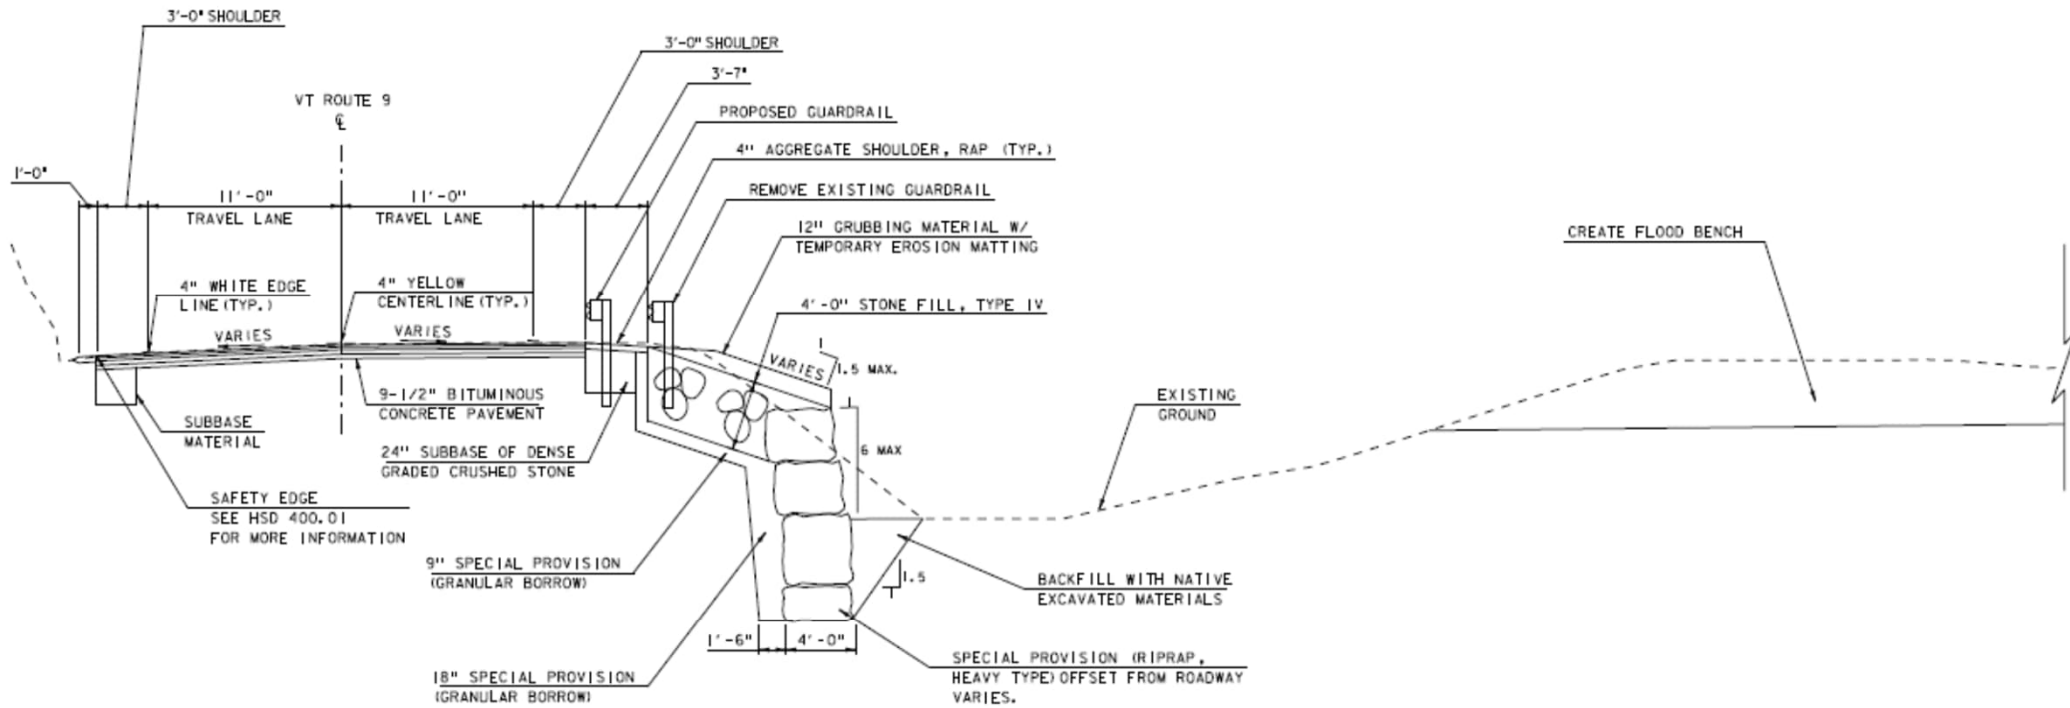 3'-0" SHOULDER
3'-0" SHOULDER
3'-7"
VT ROUTE 9
℄
PROPOSED GUARDRAIL
4" AGGREGATE SHOULDER, RAP (TYP.)
1'-0"
11'-0"
TRAVEL LANE
11'-0"
TRAVEL LANE
REMOVE EXISTING GUARDRAIL
12" GRUBBING MATERIAL W/
TEMPORARY EROSION MATTING
CREATE FLOOD BENCH
4" WHITE EDGE
LINE (TYP.)
4" YELLOW
CENTERLINE (TYP.)
4'-0" STONE FILL, TYPE IV
VARIES
VARIES
VARIES
1
1.5 MAX.
9-1/2" BITUMINOUS
CONCRETE PAVEMENT
EXISTING
GROUND
SUBBASE
MATERIAL
1
6 MAX
24" SUBBASE OF DENSE
GRADED CRUSHED STONE
SAFETY EDGE
SEE HSD 400.01
FOR MORE INFORMATION
9" SPECIAL PROVISION
(GRANULAR BORROW)
1.5
1
BACKFILL WITH NATIVE
EXCAVATED MATERIALS
1'-6"
4'-0"
SPECIAL PROVISION (RIPRAP,
HEAVY TYPE) OFFSET FROM ROADWAY
VARIES.
18" SPECIAL PROVISION
(GRANULAR BORROW)